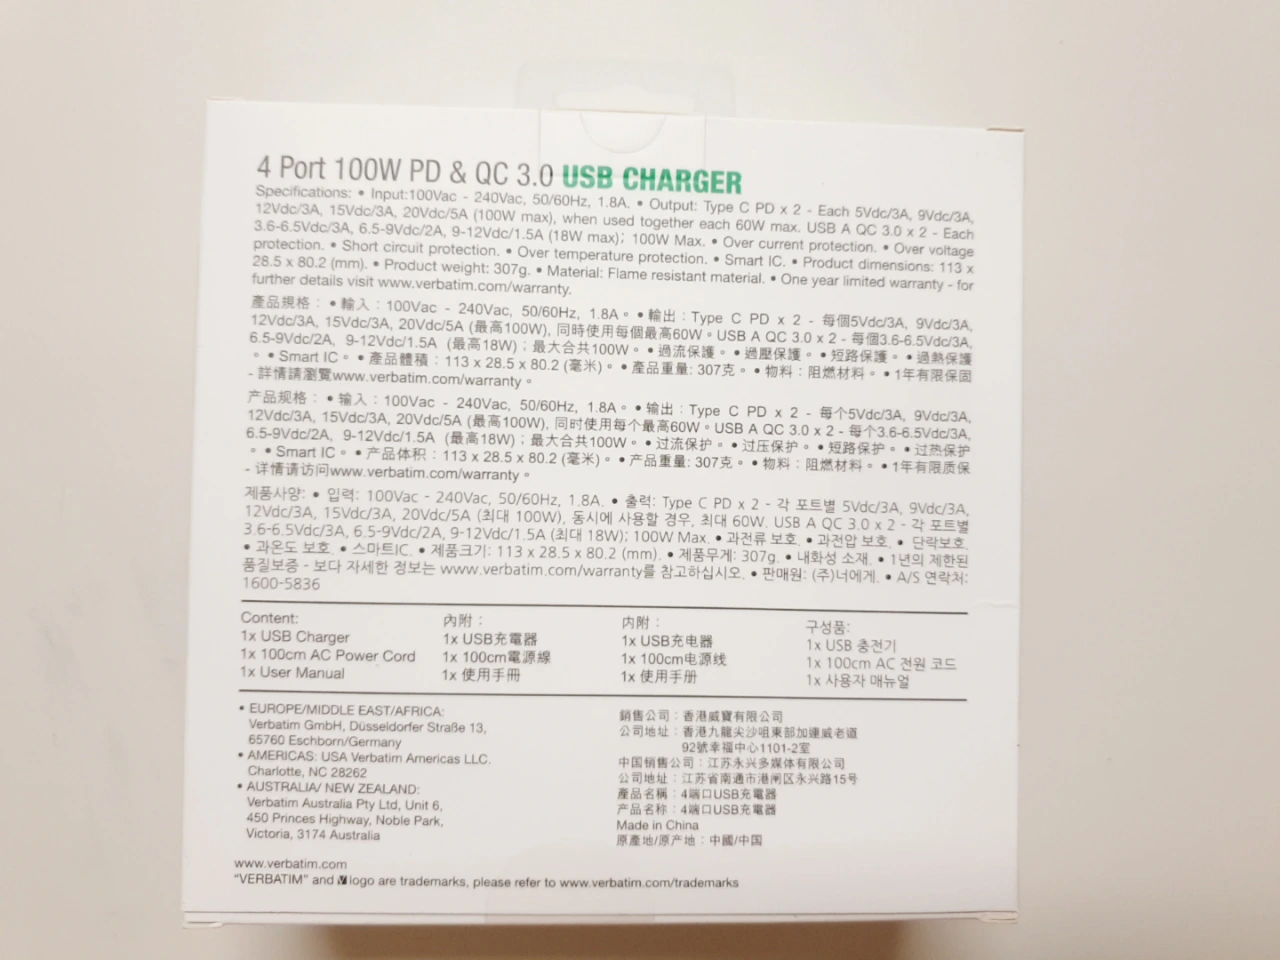 4 Port 100W PD & QC 3.0 USB CHARGER
Specifications: • Input:100Vac - 240Vac, 50/60Hz, 1.8A. • Output: Type C PD x 2 - Each 5Vdc/3A, 9Vdc/3A,
12Vdc/3A, 15Vdc/3A, 20Vdc/5A (100W max), when used together each 60W max. USB A QC 3.0 x 2 - Each
3.6-6.5Vdc/3A, 6.5-9Vdc/2A, 9-12Vdc/1.5A (18W max); 100W Max. • Over current protection. • Over voltage
protection. • Short circuit protection. • Over temperature protection. • Smart IC. • Product dimensions: 113 x
28.5 x 80.2 (mm). • Product weight: 307g. • Material: Flame resistant material. • One year limited warranty - for
further details visit www.verbatim.com/warranty.
產品規格：• 輸入：100Vac - 240Vac, 50/60Hz, 1.8A。• 輸出：Type C PD x 2 - 每個5Vdc/3A, 9Vdc/3A,
12Vdc/3A, 15Vdc/3A, 20Vdc/5A (最高100W), 同時使用每個最高60W。USB A QC 3.0 x 2 - 每個3.6-6.5Vdc/3A,
6.5-9Vdc/2A, 9-12Vdc/1.5A (最高18W)；最大合共100W。• 過流保護。• 過壓保護。• 短路保護。• 過熱保護
。• Smart IC。• 產品體積：113 x 28.5 x 80.2 (毫米)。• 產品重量: 307克。• 物料：阻燃材料。• 1年有限保固
- 詳情請瀏覽www.verbatim.com/warranty。
产品规格：• 输入：100Vac - 240Vac, 50/60Hz, 1.8A。• 输出：Type C PD x 2 - 每个5Vdc/3A, 9Vdc/3A,
12Vdc/3A, 15Vdc/3A, 20Vdc/5A (最高100W), 同时使用每个最高60W。USB A QC 3.0 x 2 - 每个3.6-6.5Vdc/3A,
6.5-9Vdc/2A, 9-12Vdc/1.5A (最高18W)；最大合共100W。• 过流保护。• 过压保护。• 短路保护。• 过热保护
。• Smart IC。• 产品体积：113 x 28.5 x 80.2 (毫米)。• 产品重量: 307克。• 物料：阻燃材料。• 1年有限质保
- 详情请访问www.verbatim.com/warranty。
제품사양: • 입력: 100Vac - 240Vac, 50/60Hz, 1.8A. • 출력: Type C PD x 2 - 각 포트별 5Vdc/3A, 9Vdc/3A,
12Vdc/3A, 15Vdc/3A, 20Vdc/5A (최대 100W), 동시에 사용할 경우, 최대 60W. USB A QC 3.0 x 2 - 각 포트별
3.6-6.5Vdc/3A, 6.5-9Vdc/2A, 9-12Vdc/1.5A (최대 18W); 100W Max. • 과전류 보호. • 과전압 보호. • 단락보호.
• 과온도 보호. • 스마트IC. • 제품크기: 113 x 28.5 x 80.2 (mm). • 제품무게: 307g. • 내화성 소재. • 1년의 제한된
품질보증 - 보다 자세한 정보는 www.verbatim.com/warranty를 참고하십시오. • 판매원: (주)너에게. • A/S 연락처:
1600-5836
Content:
1x USB Charger
1x 100cm AC Power Cord
1x User Manual
內附：
1x USB充電器
1x 100cm電源線
1x 使用手冊
内附：
1x USB充电器
1x 100cm电源线
1x 使用手册
구성품:
1x USB 충전기
1x 100cm AC 전원 코드
1x 사용자 매뉴얼
• EUROPE/MIDDLE EAST/AFRICA:
Verbatim GmbH, Düsseldorfer Straße 13,
65760 Eschborn/Germany
• AMERICAS: USA Verbatim Americas LLC.
Charlotte, NC 28262
• AUSTRALIA/ NEW ZEALAND:
Verbatim Australia Pty Ltd, Unit 6,
450 Princes Highway, Noble Park,
Victoria, 3174 Australia
銷售公司：香港威寶有限公司
公司地址：香港九龍尖沙咀東部加連威老道
92號幸福中心1101-2室
中国销售公司：江苏永兴多媒体有限公司
公司地址：江苏省南通市港闸区永兴路15号
產品名稱：4端口USB充電器
产品名称：4端口USB充電器
Made in China
原產地/原产地：中國/中国
www.verbatim.com
“VERBATIM” and logo are trademarks, please refer to www.verbatim.com/trademarks